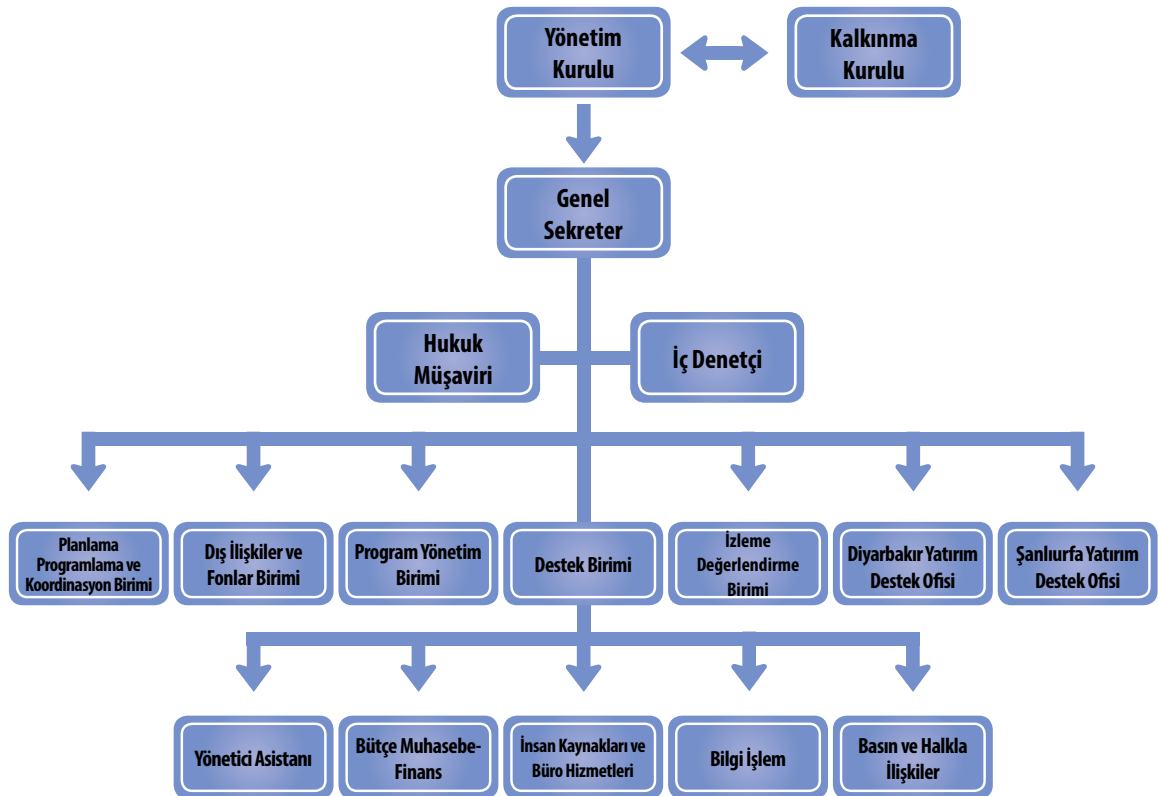 Yönetim
Kurulu
Kalkınma
Kurulu
Genel
Sekreter
Hukuk
Müşaviri
İç Denetçi
Planlama
Programlama ve
Koordinasyon Birimi
Dış İlişkiler ve
Fonlar Birimi
Program Yönetim
Birimi
Destek Birimi
İzleme
Değerlendirme
Birimi
Diyarbakır Yatırım
Destek Ofisi
Şanlıurfa Yatırım
Destek Ofisi
Yönetici Asistanı
Bütçe Muhasebe-
Finans
İnsan Kaynakları ve
Büro Hizmetleri
Bilgi İşlem
Basın ve Halkla
İlişkiler